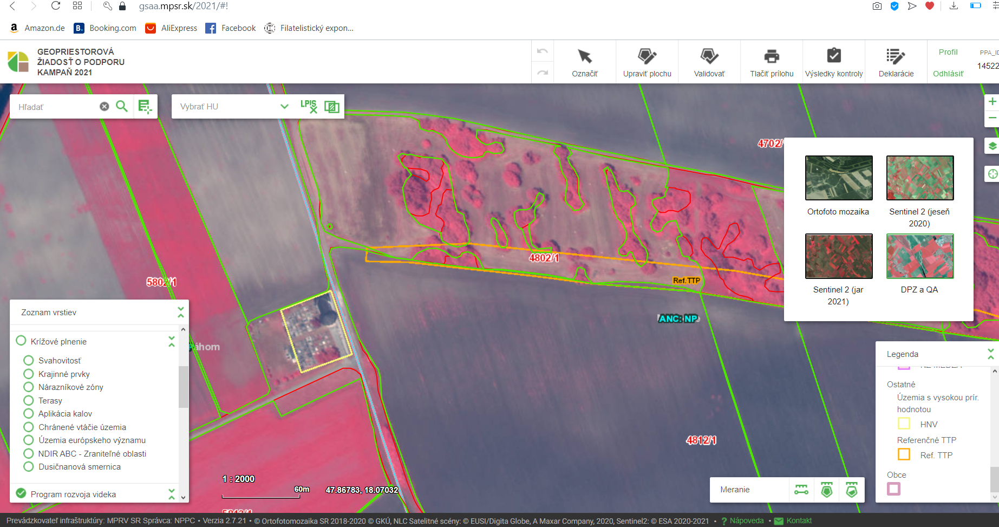 gsaa.mpsr.sk/2021/#!
Amazon.de
Booking.com
AliExpress
Facebook
Filatelistický expon...
GEOPRIESTOROVÁ
ŽIADOSŤ O PODPORU
KAMPAŇ 2021
Označiť
Upraviť plochu
Validovať
Tlačiť prílohu
Výsledky kontroly
Deklarácie
Profil
Odhlásiť
PPA_ID
14522
Hľadať
Vybrať HU
LPIS
4702/
4802/1
Ref.TTP
5802/1
ANC: NP
áhom
4812/1
Ortofoto mozaika
Sentinel 2 (jeseň
2020)
Sentinel 2 (jar
2021)
DPZ a QA
Zoznam vrstiev
Krížové plnenie
Svahovitosť
Krajinné prvky
Nárazníkové zóny
Terasy
Aplikácia kalov
Chránené vtáčie územia
Územia európskeho významu
NDIR ABC - Zraniteľné oblasti
Dusičnanová smernica
Program rozvoja videka
Legenda
Ostatné
Územia s vysokou prír.
hodnotou
HNV
Referenčné TTP
Ref. TTP
Obce
1 : 2000
60m
47.86783, 18.07032
Meranie
5812/1
Prevádzkovateľ infraštruktúry: MPRV SR Správca: NPPC • Verzia 2.7.21 • © Ortofotomozaika SR 2018-2020 © GKÚ, NLC Satelitné scény: © EUSI/Digita Globe, A Maxar Company, 2020, Sentinel2: © ESA 2020-2021 • Nápoveda • Kontakt